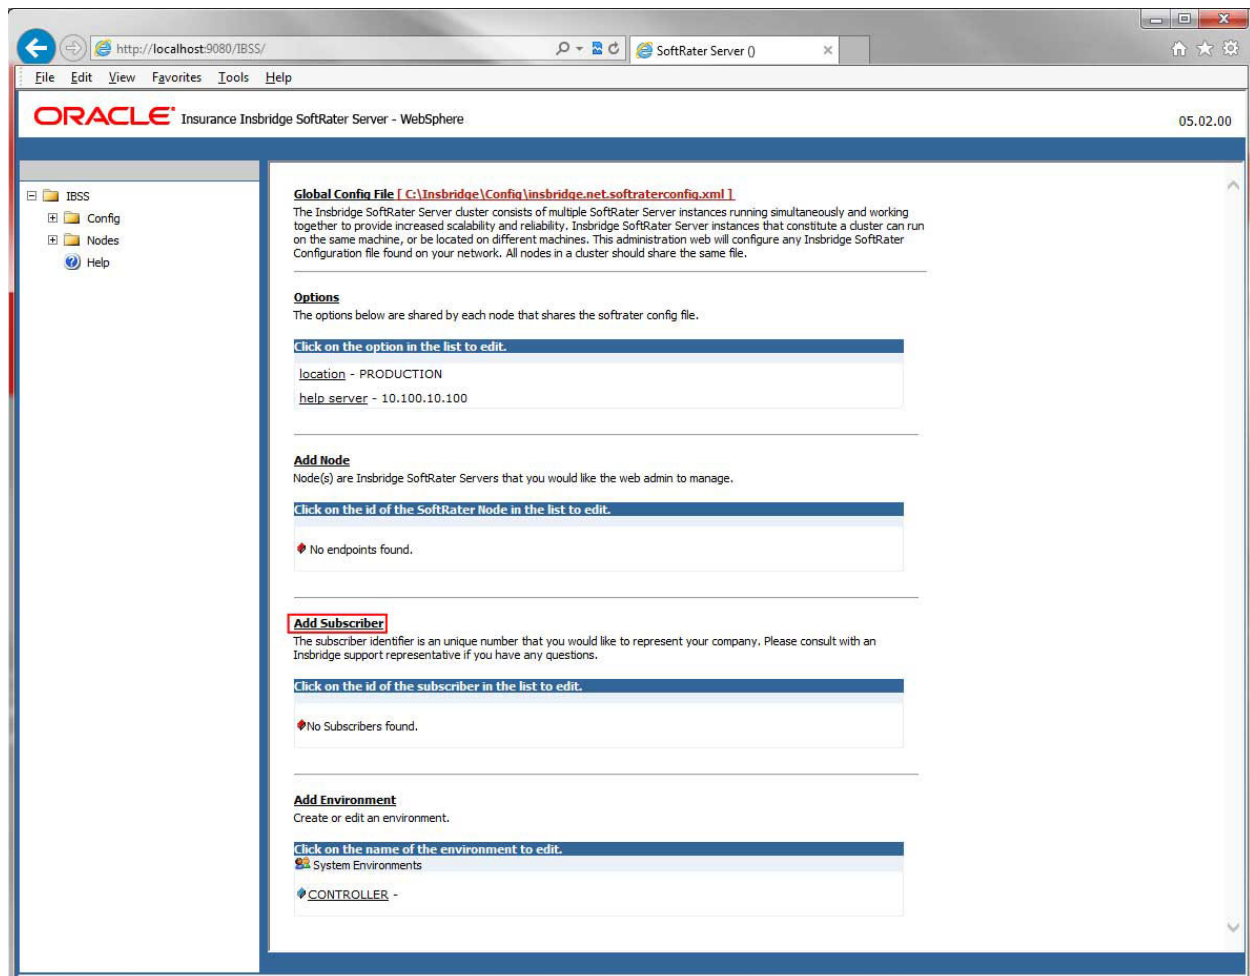 http://localhost:9080/IBSS/
SoftRater Server ()
File Edit View Favorites Tools Help
ORACLE Insurance Insbridge SoftRater Server - WebSphere
05.02.00
IBSS
Config
Nodes
Help
Global Config File [ C:\Insbridge\Config\insbridge.net.softraterconfig.xml ]
The Insbridge SoftRater Server cluster consists of multiple SoftRater Server instances running simultaneously and working
together to provide increased scalability and reliability. Insbridge SoftRater Server instances that constitute a cluster can run
on the same machine, or be located on different machines. This administration web will configure any Insbridge SoftRater
Configuration file found on your network. All nodes in a cluster should share the same file.
Options
The options below are shared by each node that shares the softrater config file.
Click on the option in the list to edit.
location - PRODUCTION
help server - 10.100.10.100
Add Node
Node(s) are Insbridge SoftRater Servers that you would like the web admin to manage.
Click on the id of the SoftRater Node in the list to edit.
No endpoints found.
Add Subscriber
The subscriber identifier is an unique number that you would like to represent your company. Please consult with an
Insbridge support representative if you have any questions.
Click on the id of the subscriber in the list to edit.
No Subscribers found.
Add Environment
Create or edit an environment.
Click on the name of the environment to edit.
System Environments
CONTROLLER -